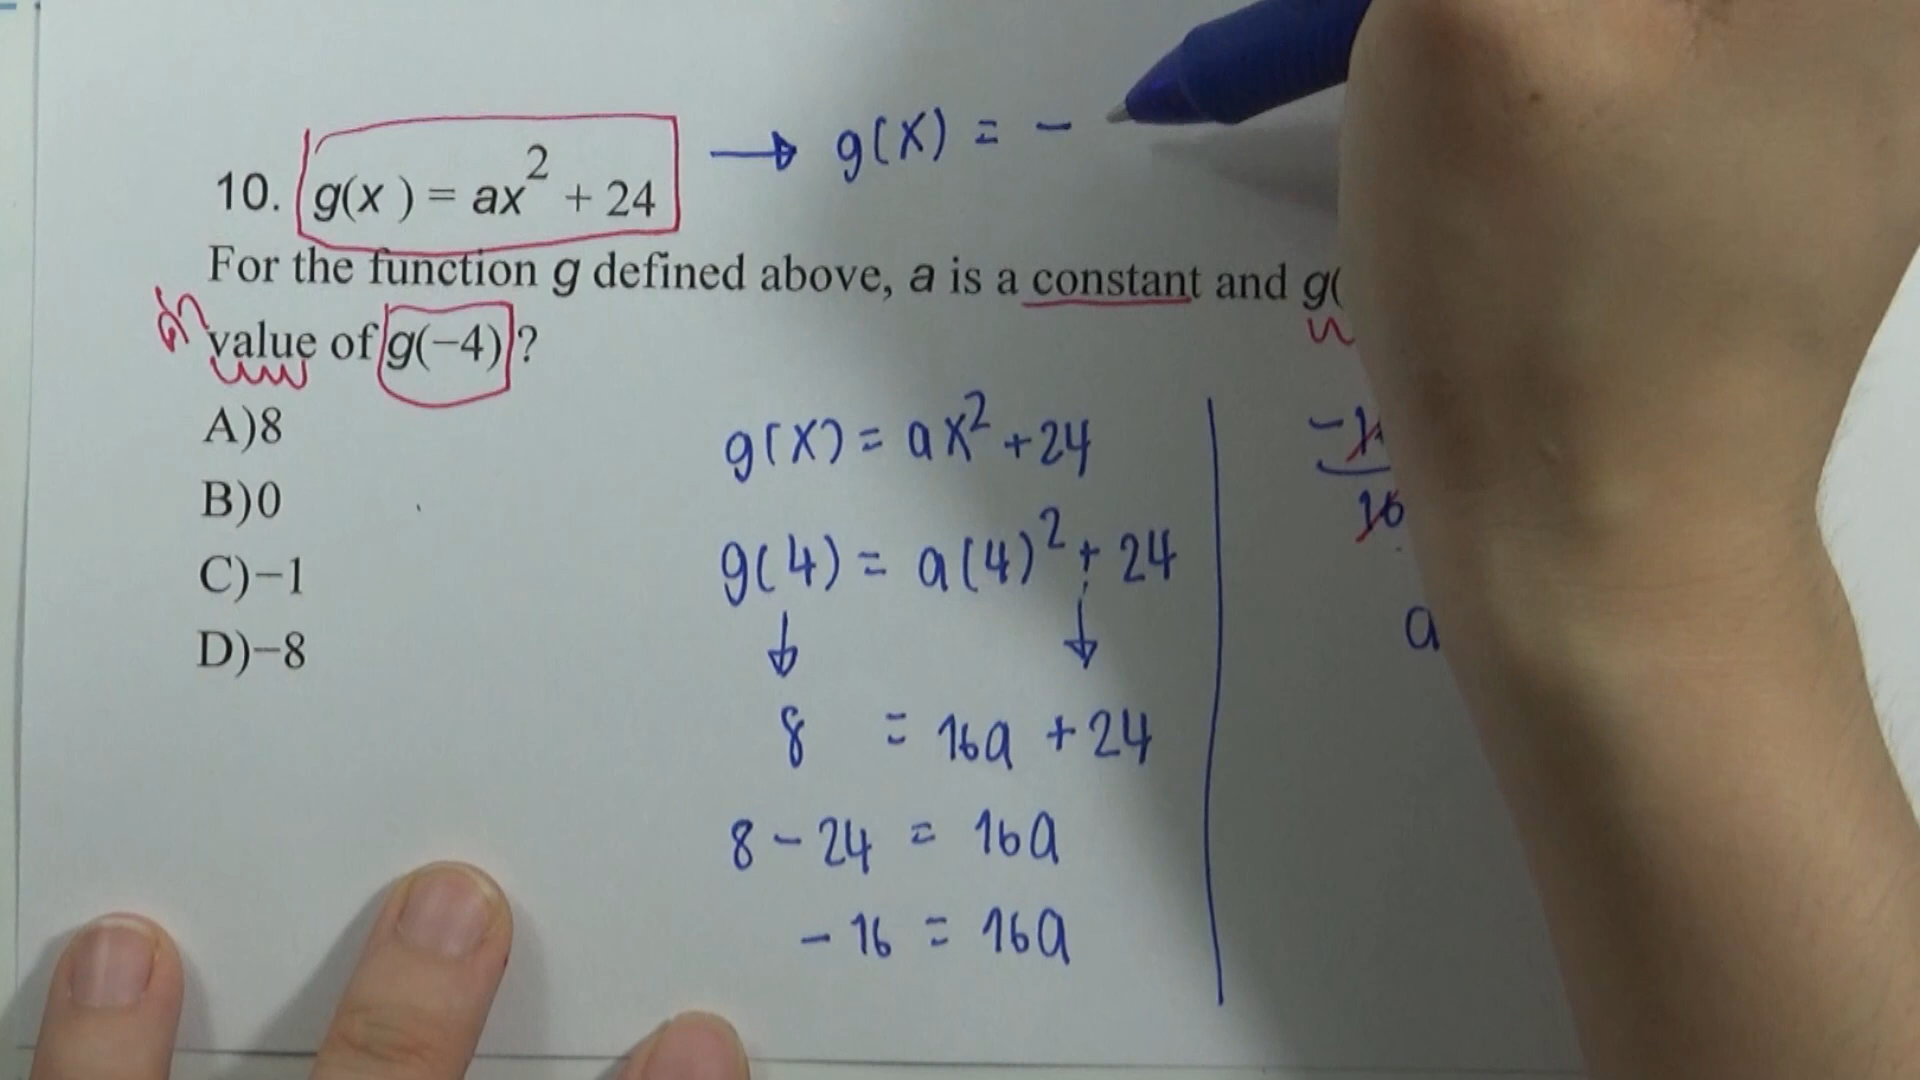 10. g(x ) = ax² + 24 → g(x) = −
For the function g defined above, a is a constant and g(
value of g(−4) ?
A)8
B)0
C)−1
D)−8
g(x) = ax² + 24
g(4) = a(4)² + 24
↓ ↓
8 = 16a + 24
8 − 24 = 16a
− 16 = 16a
16
a